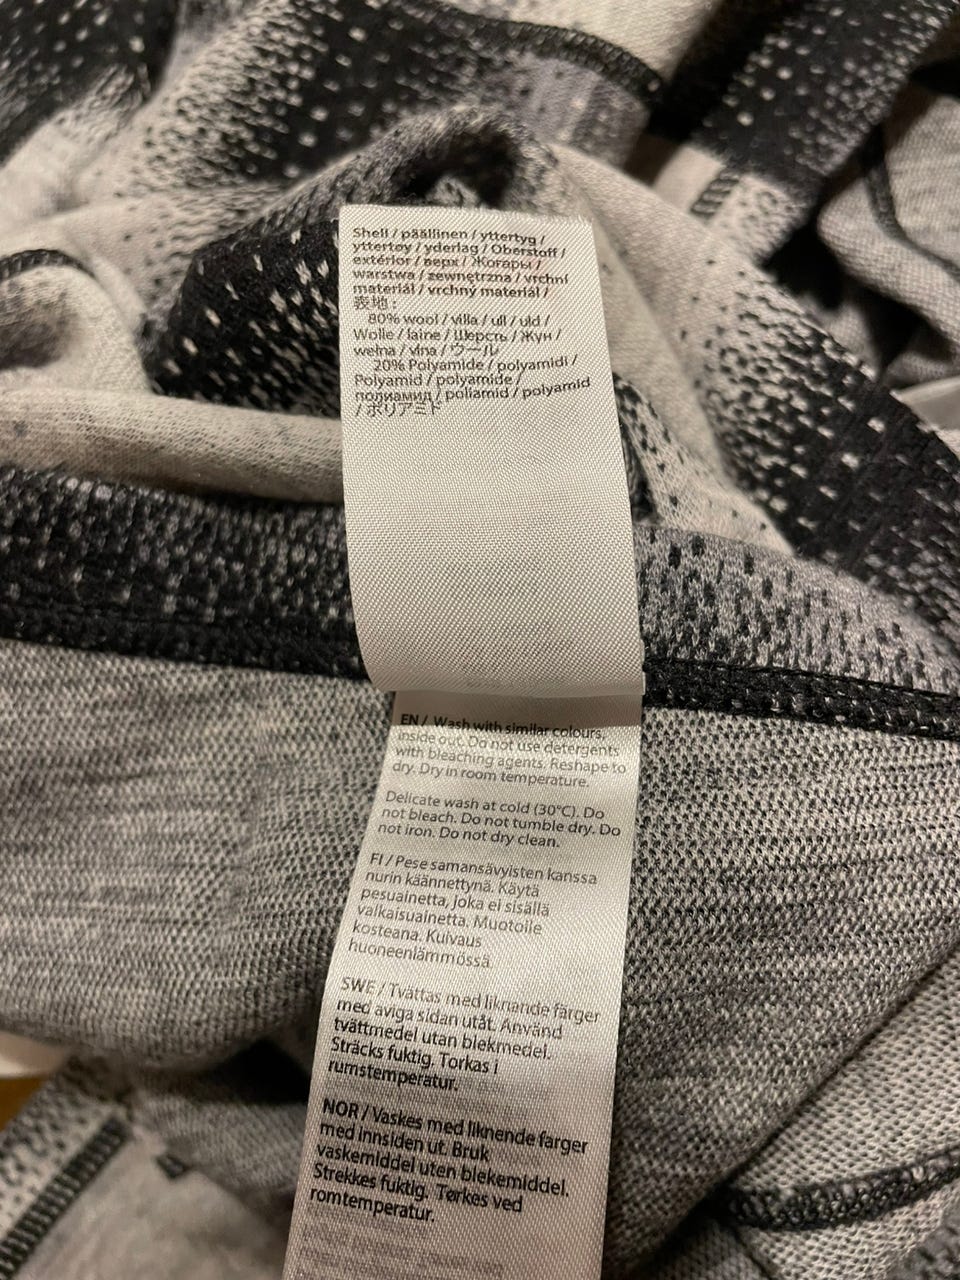 Shell / päällinen / yttertyg /
yttertøy / yderlag / Oberstoff /
extérior / верх / Жоғарғы /
warstwa / zewnętrzna / vrchní
materiál / vrchný materiál /
表地 :
80% wool / villa / ull / uld /
Wolle / laine / Шерсть / Жүн /
wełna / vlna / ウール
20% Polyamide / polyamidi /
Polyamid / polyamide /
полиамид / poliamid / polyamid
/ ポリアミド
EN / Wash with similar colours,
inside out. Do not use detergents
with bleaching agents. Reshape to
dry. Dry in room temperature.
Delicate wash at cold (30°C). Do
not bleach. Do not tumble dry. Do
not iron. Do not dry clean.
FI / Pese samansävyisten kanssa
nurin käännettynä. Käytä
pesuainetta, joka ei sisällä
valkaisuainetta. Muotoile
kosteana. Kuivaus
huoneenlämmössä.
SWE / Tvättas med liknande färger
med aviga sidan utåt. Använd
tvättmedel utan blekmedel.
Sträcks fuktig. Torkas i
rumstemperatur.
NOR / Vaskes med liknende farger
med innsiden ut. Bruk
vaskemiddel uten blekemiddel.
Strekkes fuktig. Tørkes ved
romtemperatur.